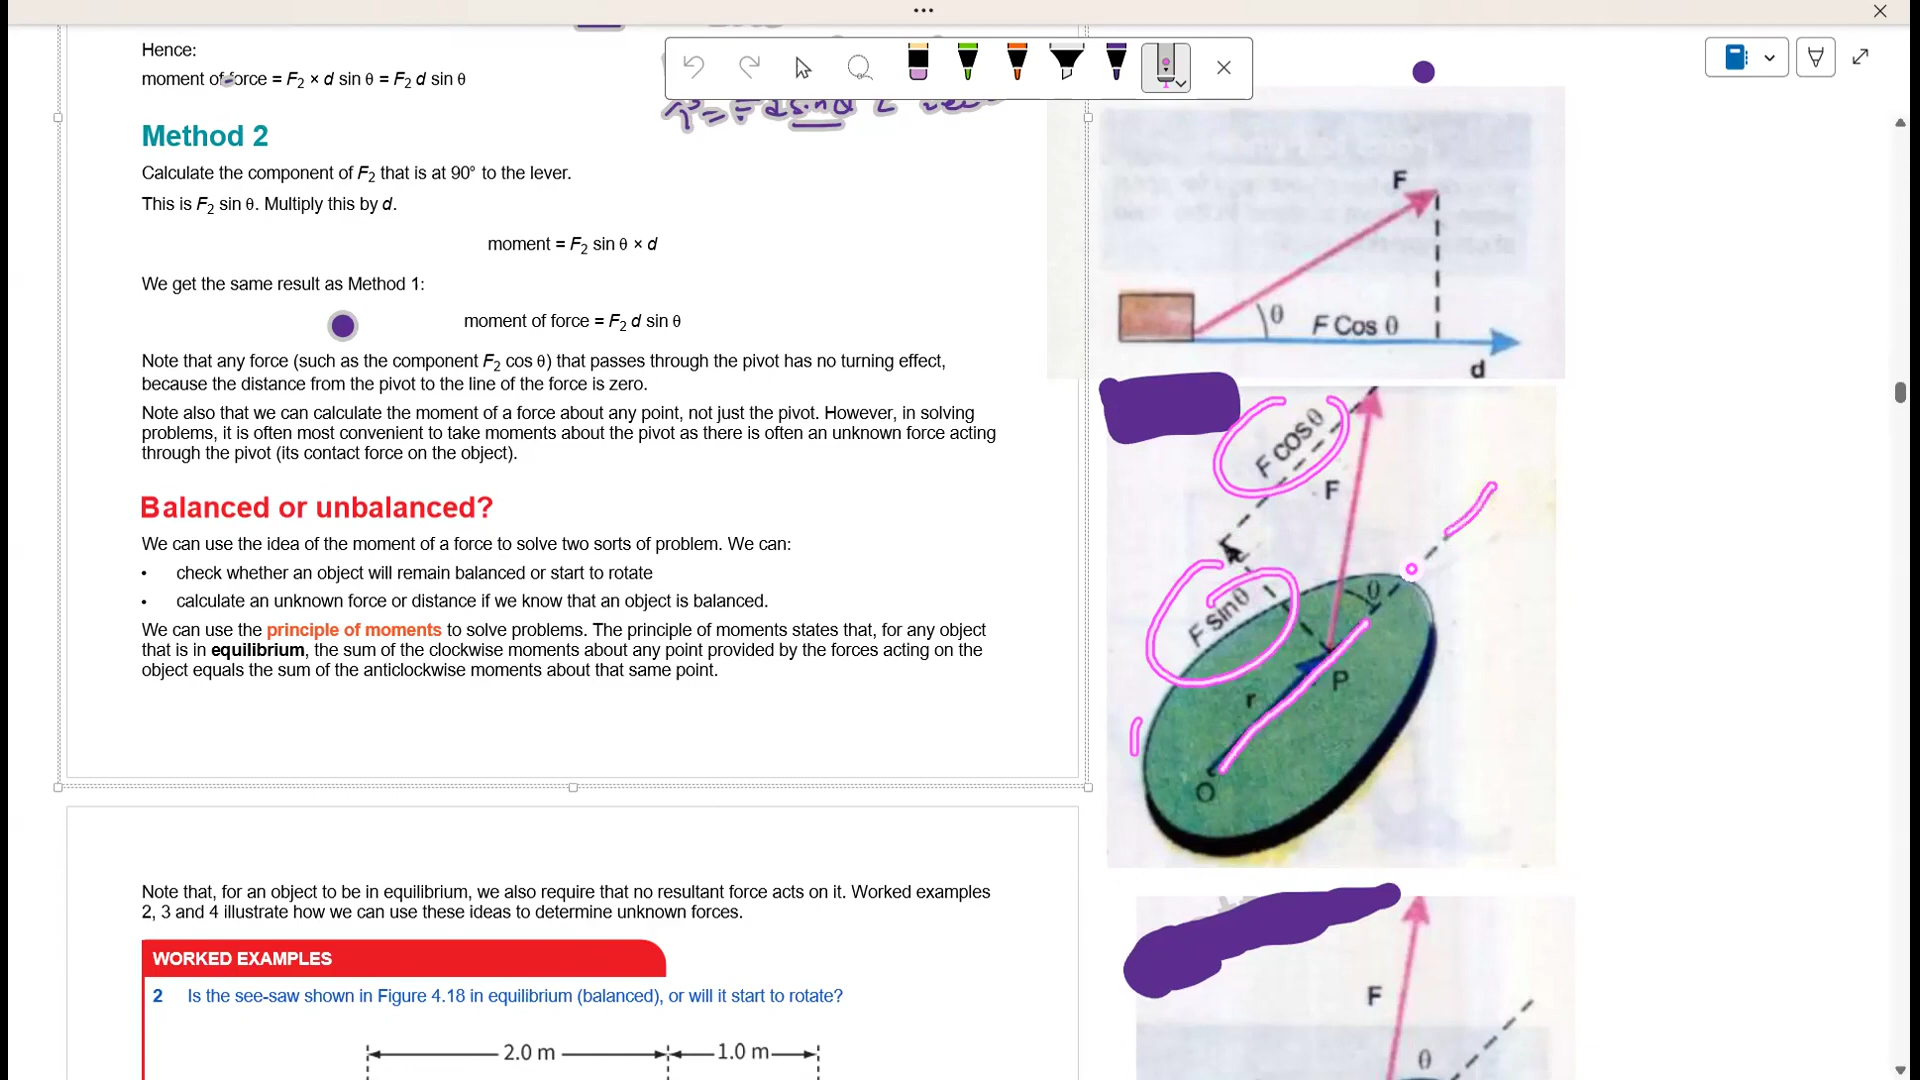 Hence:
moment of force = F₂ × d sin θ = F₂ d sin θ
Method 2
Calculate the component of F₂ that is at 90° to the lever.
This is F₂ sin θ. Multiply this by d.
moment = F₂ sin θ × d
We get the same result as Method 1:
moment of force = F₂ d sin θ
Note that any force (such as the component F₂ cos θ) that passes through the pivot has no turning effect,
because the distance from the pivot to the line of the force is zero.
Note also that we can calculate the moment of a force about any point, not just the pivot. However, in solving
problems, it is often most convenient to take moments about the pivot as there is often an unknown force acting
through the pivot (its contact force on the object).
Balanced or unbalanced?
We can use the idea of the moment of a force to solve two sorts of problem. We can:
• check whether an object will remain balanced or start to rotate
• calculate an unknown force or distance if we know that an object is balanced.
We can use the principle of moments to solve problems. The principle of moments states that, for any object
that is in equilibrium, the sum of the clockwise moments about any point provided by the forces acting on the
object equals the sum of the anticlockwise moments about that same point.
Note that, for an object to be in equilibrium, we also require that no resultant force acts on it. Worked examples
2, 3 and 4 illustrate how we can use these ideas to determine unknown forces.
WORKED EXAMPLES
2 Is the see-saw shown in Figure 4.18 in equilibrium (balanced), or will it start to rotate?
2.0 m
1.0 m
F
θ
F Cos θ
d
F cos θ
F
F sin θ
θ
r
P
O
F
θ